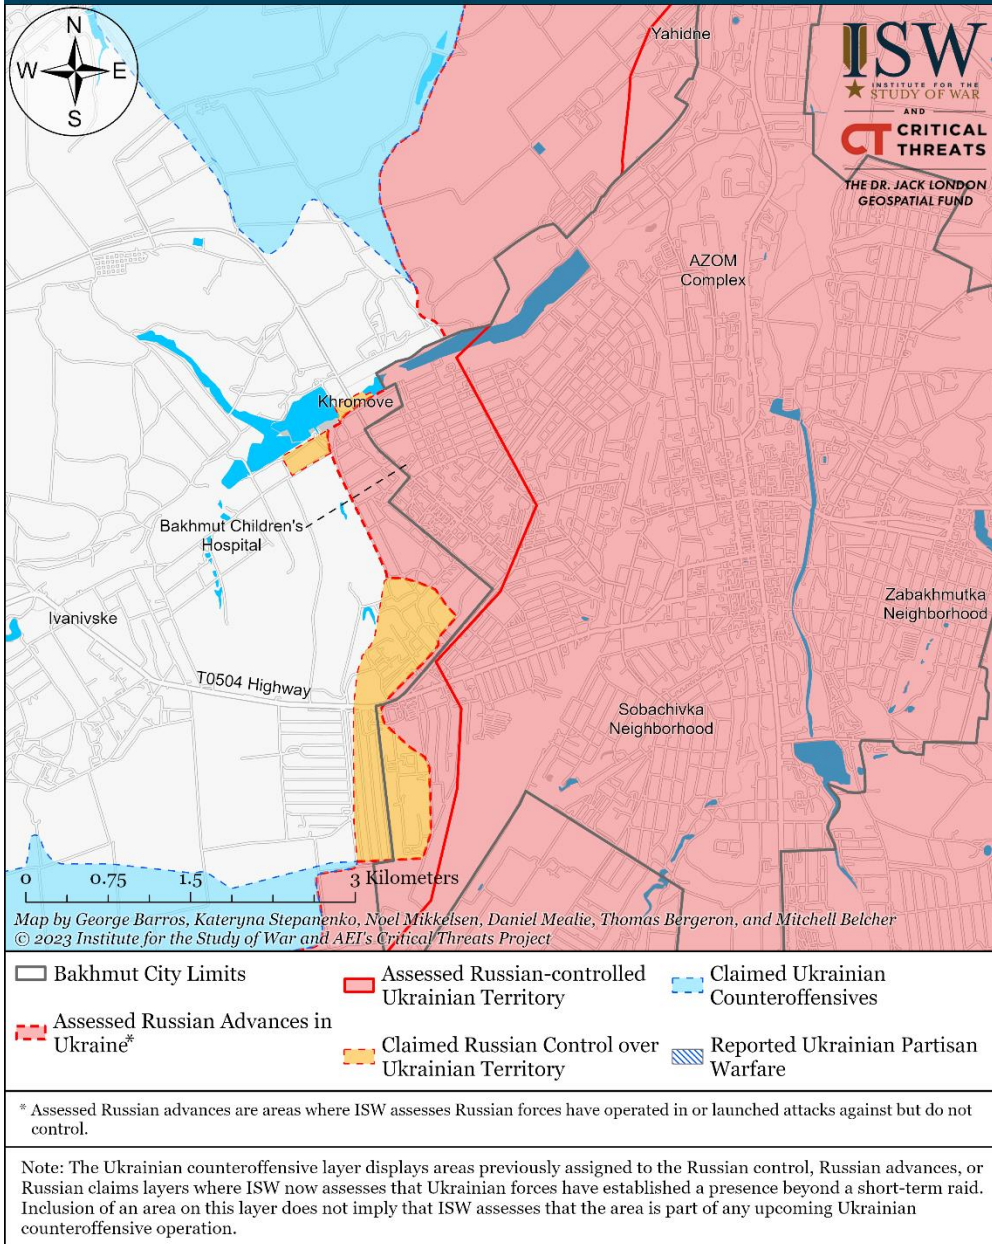 N
W E
S
Yahidne
ISW
INSTITUTE FOR THE
STUDY OF WAR
AND
CT CRITICAL
THREATS
THE DR. JACK LONDON
GEOSPATIAL FUND
AZOM
Complex
Khromove
Bakhmut Children's
Hospital
Ivanivske
Zabakhmutka
Neighborhood
T0504 Highway
Sobachivka
Neighborhood
0 0.75 1.5 3 Kilometers
Map by George Barros, Kateryna Stepanenko, Noel Mikkelsen, Daniel Mealie, Thomas Bergeron, and Mitchell Belcher
© 2023 Institute for the Study of War and AEI's Critical Threats Project
Bakhmut City Limits
Assessed Russian Advances in
Ukraine*
Assessed Russian-controlled
Ukrainian Territory
Claimed Russian Control over
Ukrainian Territory
Claimed Ukrainian
Counteroffensives
Reported Ukrainian Partisan
Warfare
* Assessed Russian advances are areas where ISW assesses Russian forces have operated in or launched attacks against but do not
control.
Note: The Ukrainian counteroffensive layer displays areas previously assigned to the Russian control, Russian advances, or
Russian claims layers where ISW now assesses that Ukrainian forces have established a presence beyond a short-term raid.
Inclusion of an area on this layer does not imply that ISW assesses that the area is part of any upcoming Ukrainian
counteroffensive operation.